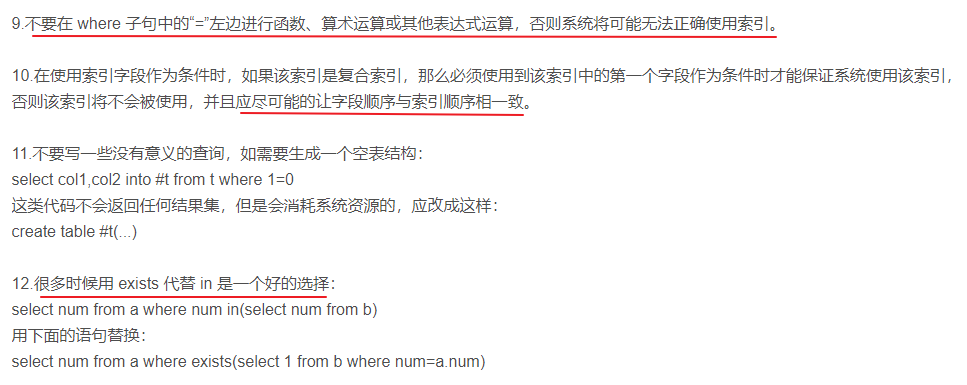 9.不要在 where 子句中的“=”左边进行函数、算术运算或其他表达式运算，否则系统将可能无法正确使用索引。
10.在使用索引字段作为条件时，如果该索引是复合索引，那么必须使用到该索引中的第一个字段作为条件时才能保证系统使用该索引，
否则该索引将不会被使用，并且应尽可能的让字段顺序与索引顺序相一致。
11.不要写一些没有意义的查询，如需要生成一个空表结构：
select col1,col2 into #t from t where 1=0
这类代码不会返回任何结果集，但是会消耗系统资源的，应改成这样：
create table #t(...)
12.很多时候用 exists 代替 in 是一个好的选择：
select num from a where num in(select num from b)
用下面的语句替换：
select num from a where exists(select 1 from b where num=a.num)